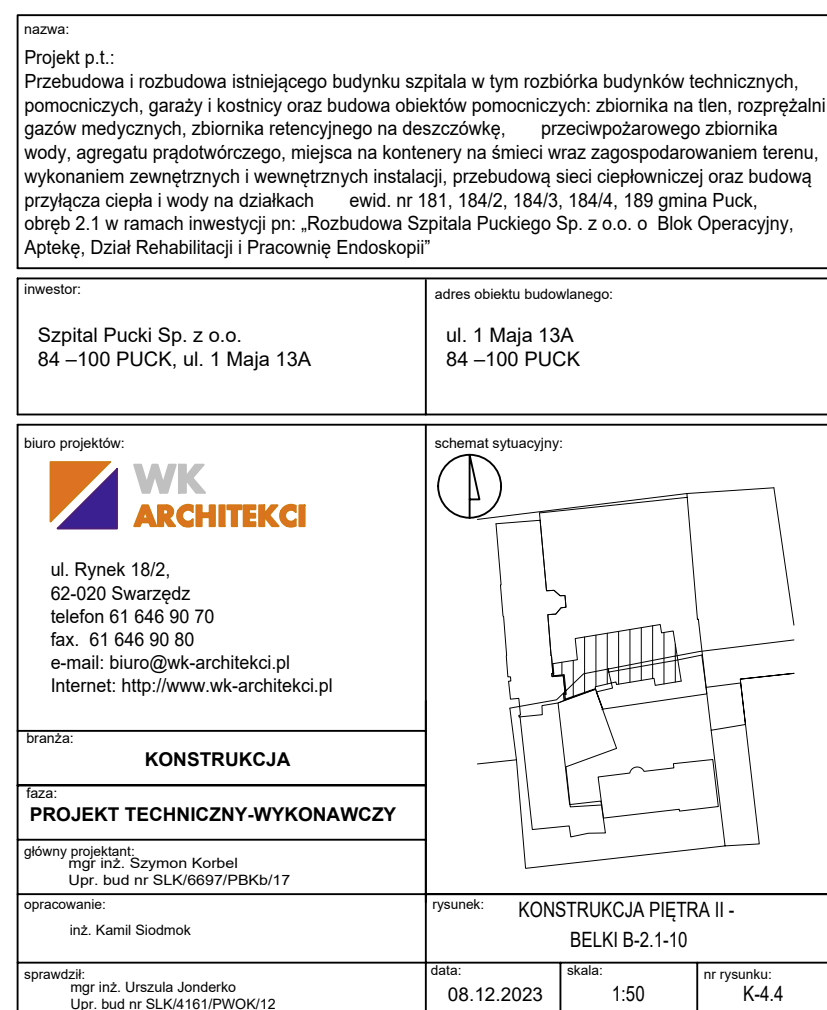 nazwa:
Projekt p.t.:
Przebudowa i rozbudowa istniejącego budynku szpitala w tym rozbiórka budynków technicznych,
pomocniczych, garaży i kostnicy oraz budowa obiektów pomocniczych: zbiornika na tlen, rozprężalni
gazów medycznych, zbiornika retencyjnego na deszczówkę, przeciwpożarowego zbiornika
wody, agregatu prądotwórczego, miejsca na kontenery na śmieci wraz zagospodarowaniem terenu,
wykonaniem zewnętrznych i wewnętrznych instalacji, przebudową sieci ciepłowniczej oraz budową
przyłącza ciepła i wody na działkach ewid. nr 181, 184/2, 184/3, 184/4, 189 gmina Puck,
obręb 2.1 w ramach inwestycji pn: „Rozbudowa Szpitala Puckiego Sp. z o.o. o Blok Operacyjny,
Aptekę, Dział Rehabilitacji i Pracownię Endoskopii”
inwestor:
Szpital Pucki Sp. z o.o.
84 –100 PUCK, ul. 1 Maja 13A
adres obiektu budowlanego:
ul. 1 Maja 13A
84 –100 PUCK
biuro projektów:
WK
ARCHITEKCI
ul. Rynek 18/2,
62-020 Swarzędz
telefon 61 646 90 70
fax. 61 646 90 80
e-mail: biuro@wk-architekci.pl
Internet: http://www.wk-architekci.pl
schemat sytuacyjny:
branża:
KONSTRUKCJA
faza:
PROJEKT TECHNICZNY-WYKONAWCZY
główny projektant:
mgr inż. Szymon Korbel
Upr. bud nr SLK/6697/PBKb/17
opracowanie:
inż. Kamil Siodmok
rysunek:
KONSTRUKCJA PIĘTRA II -
BELKI B-2.1-10
sprawdził:
mgr inż. Urszula Jonderko
Upr. bud nr SLK/4161/PWOK/12
data:
08.12.2023
skala:
1:50
nr rysunku:
K-4.4